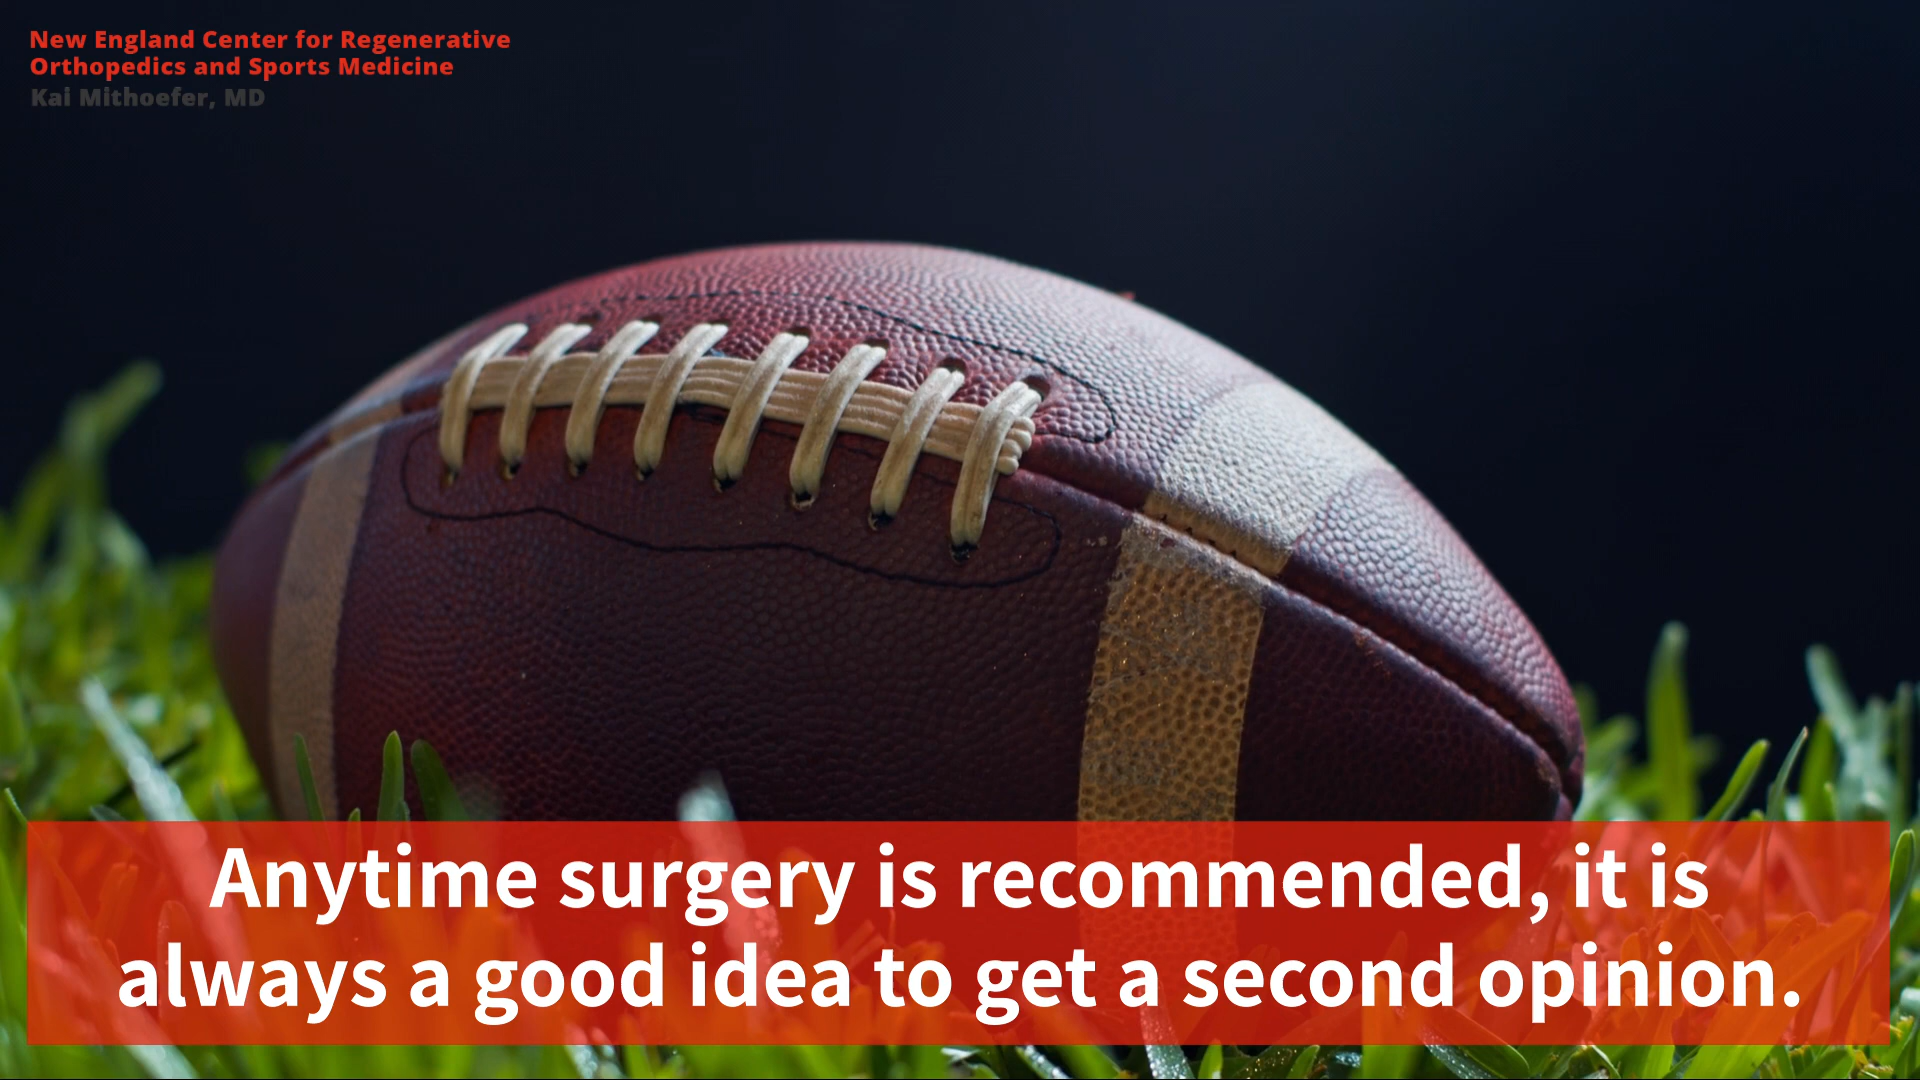 New England Center for Regenerative
Orthopedics and Sports Medicine
Kai Mithoefer, MD
Anytime surgery is recommended, it is
always a good idea to get a second opinion.